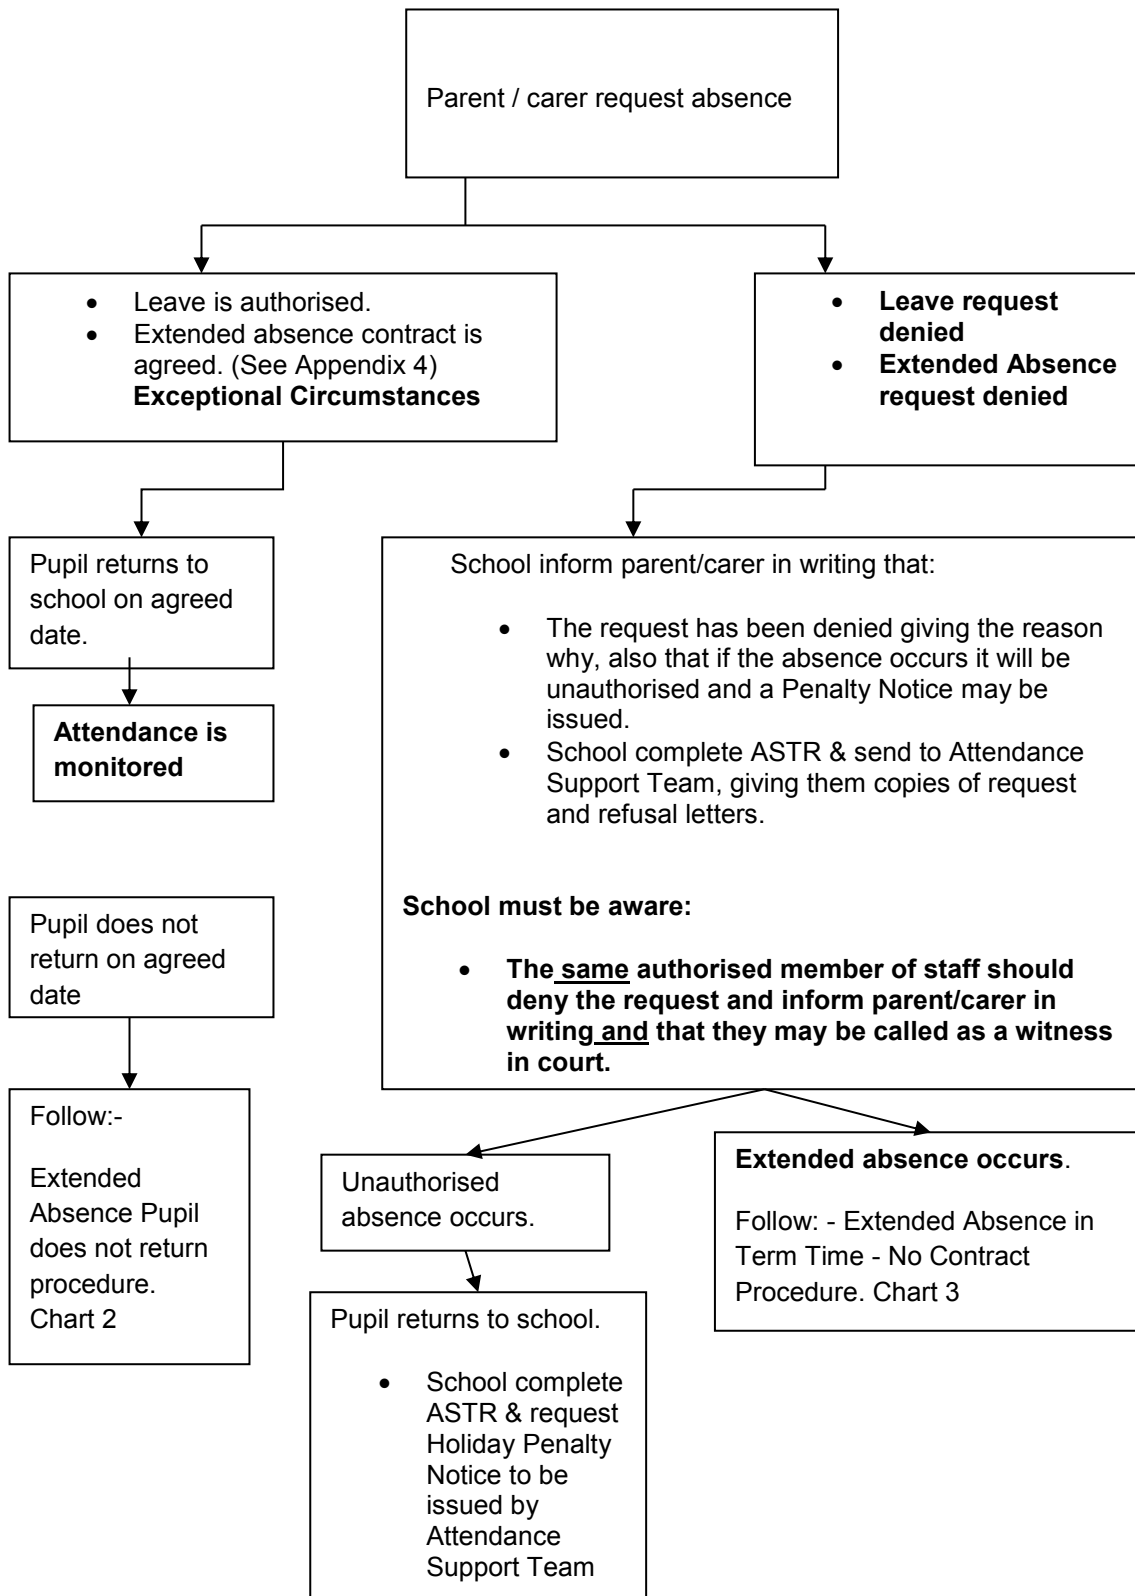 Parent / carer request absence
• Leave is authorised.
• Extended absence contract is
agreed. (See Appendix 4)
Exceptional Circumstances
• Leave request
denied
• Extended Absence
request denied
Pupil returns to
school on agreed
date.
Attendance is
monitored
Pupil does not
return on agreed
date
Follow:-
Extended
Absence Pupil
does not return
procedure.
Chart 2
School inform parent/carer in writing that:
• The request has been denied giving the reason
why, also that if the absence occurs it will be
unauthorised and a Penalty Notice may be
issued.
• School complete ASTR & send to Attendance
Support Team, giving them copies of request
and refusal letters.
School must be aware:
• The same authorised member of staff should
deny the request and inform parent/carer in
writing and that they may be called as a witness
in court.
Unauthorised
absence occurs.
Pupil returns to school.
• School complete
ASTR & request
Holiday Penalty
Notice to be
issued by
Attendance
Support Team
Extended absence occurs.
Follow: - Extended Absence in
Term Time - No Contract
Procedure. Chart 3